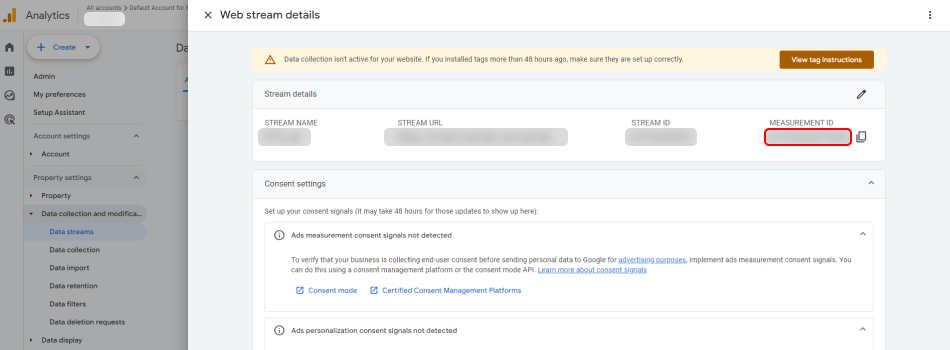 Analytics
All accounts > Default Account for F
Web stream details
Create
Da
A
Admin
My preferences
Setup Assistant
Account settings
Account
Property settings
Property
Data collection and modifica...
Data streams
Data collection
Data import
Data retention
Data filters
Data deletion requests
Data display
Data collection isn't active for your website. If you installed tags more than 48 hours ago, make sure they are set up correctly.
View tag instructions
Stream details
STREAM NAME
STREAM URL
STREAM ID
MEASUREMENT ID
Consent settings
Set up your consent signals (it may take 48 hours for those updates to show up here):
Ads measurement consent signals not detected
To verify that your business is collecting end-user consent before sending personal data to Google for advertising purposes, implement ads measurement consent signals. You
can do this using a consent management platform or the consent mode API. Learn more about consent signals
Consent mode
Certified Consent Management Platforms
Ads personalization consent signals not detected